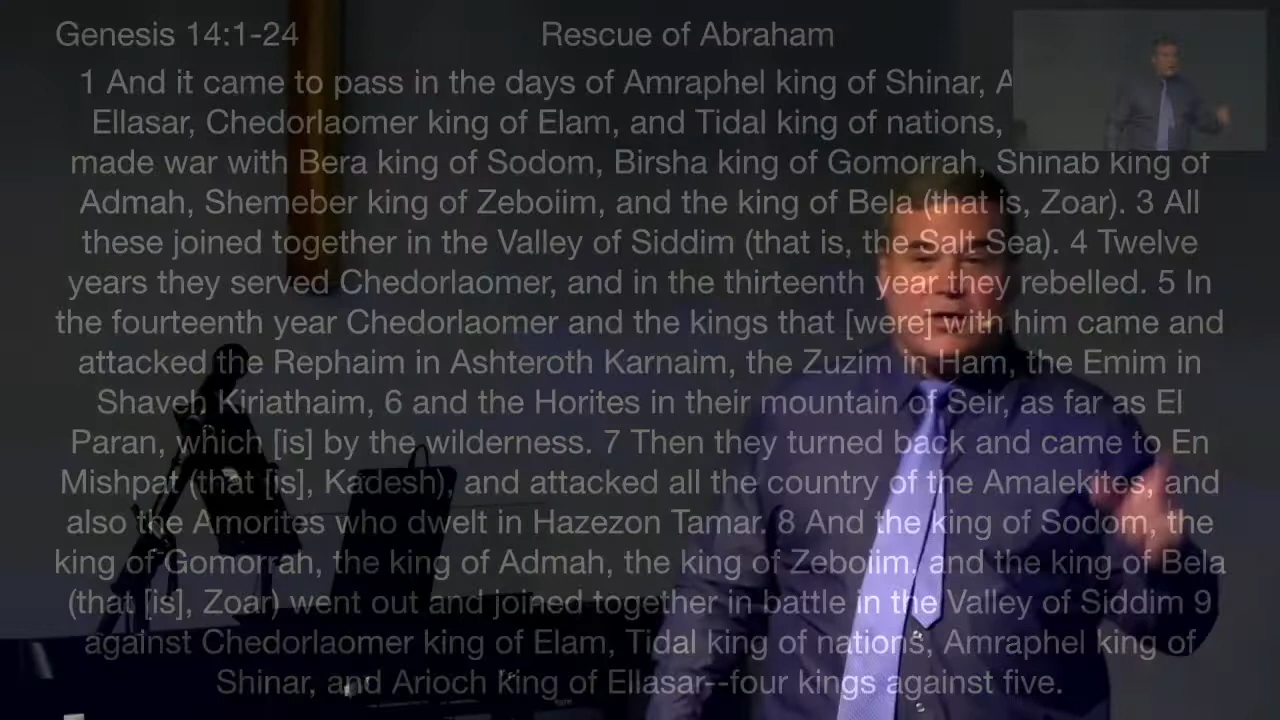 Genesis 14:1-24 Rescue of Abraham
1 And it came to pass in the days of Amraphel king of Shinar,
Ellasar, Chedorlaomer king of Elam, and Tidal king of nations,
made war with Bera king of Sodom, Birsha king of Gomorrah, Shinab king of
Admah, Shemeber king of Zeboiim, and the king of Bela (that is, Zoar). 3 All
these joined together in the Valley of Siddim (that is, the Salt Sea). 4 Twelve
years they served Chedorlaomer, and in the thirteenth year they rebelled. 5 In
the fourteenth year Chedorlaomer and the kings that [were] with him came and
attacked the Rephaim in Ashteroth Karnaim, the Zuzim in Ham, the Emim in
Shaveh Kiriathaim, 6 and the Horites in their mountain of Seir, as far as El
Paran, which [is] by the wilderness. 7 Then they turned back and came to En
Mishpat (that [is], Kadesh), and attacked all the country of the Amalekites, and
also the Amorites who dwelt in Hazezon Tamar. 8 And the king of Sodom, the
king of Gomorrah, the king of Admah, the king of Zeboiim, and the king of Bela
(that [is], Zoar) went out and joined together in battle in the Valley of Siddim 9
against Chedorlaomer king of Elam, Tidal king of nations, Amraphel king of
Shinar, and Arioch king of Ellasar--four kings against five.